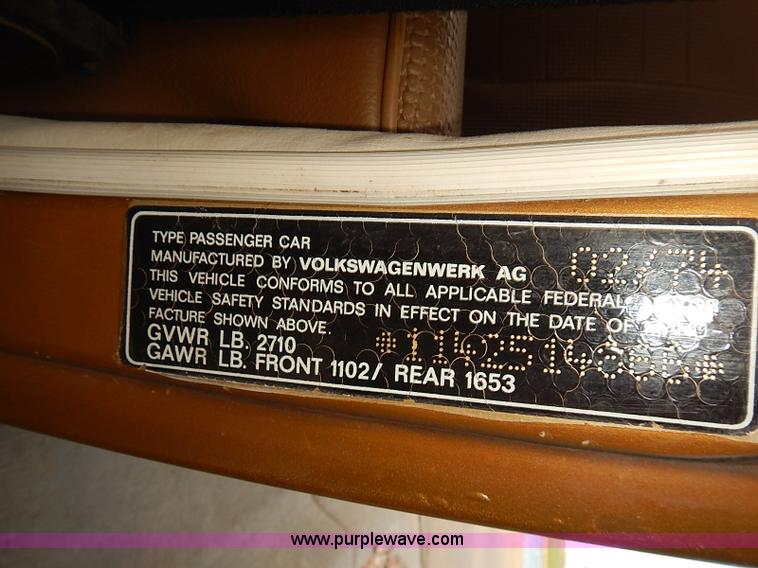 TYPE PASSENGER CAR
MANUFACTURED BY VOLKSWAGENWERK AG 02/74
THIS VEHICLE CONFORMS TO ALL APPLICABLE FEDERAL
VEHICLE SAFETY STANDARDS IN EFFECT ON THE DATE OF
FACTURE SHOWN ABOVE.
GVWR LB. 2710
GAWR LB. FRONT 1102/ REAR 1653
www.purplewave.com